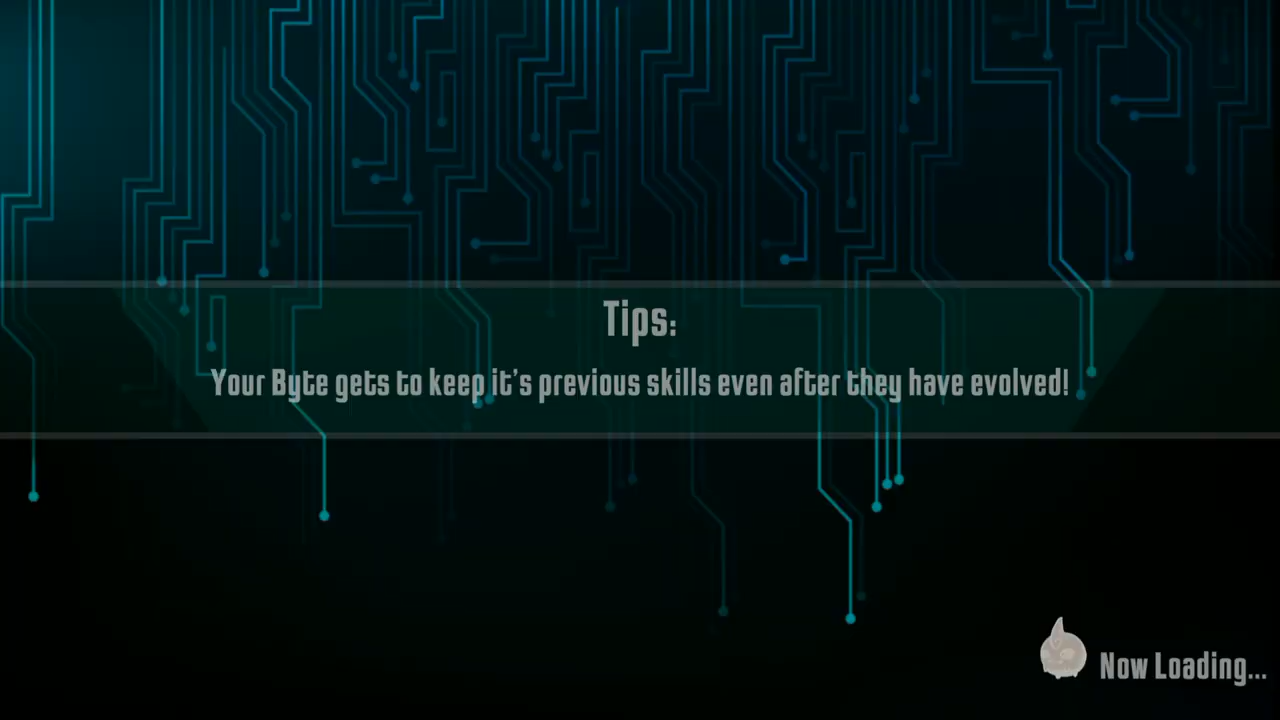 Tips:
Your Byte gets to keep it's previous skills even after they have evolved!
Now Loading...